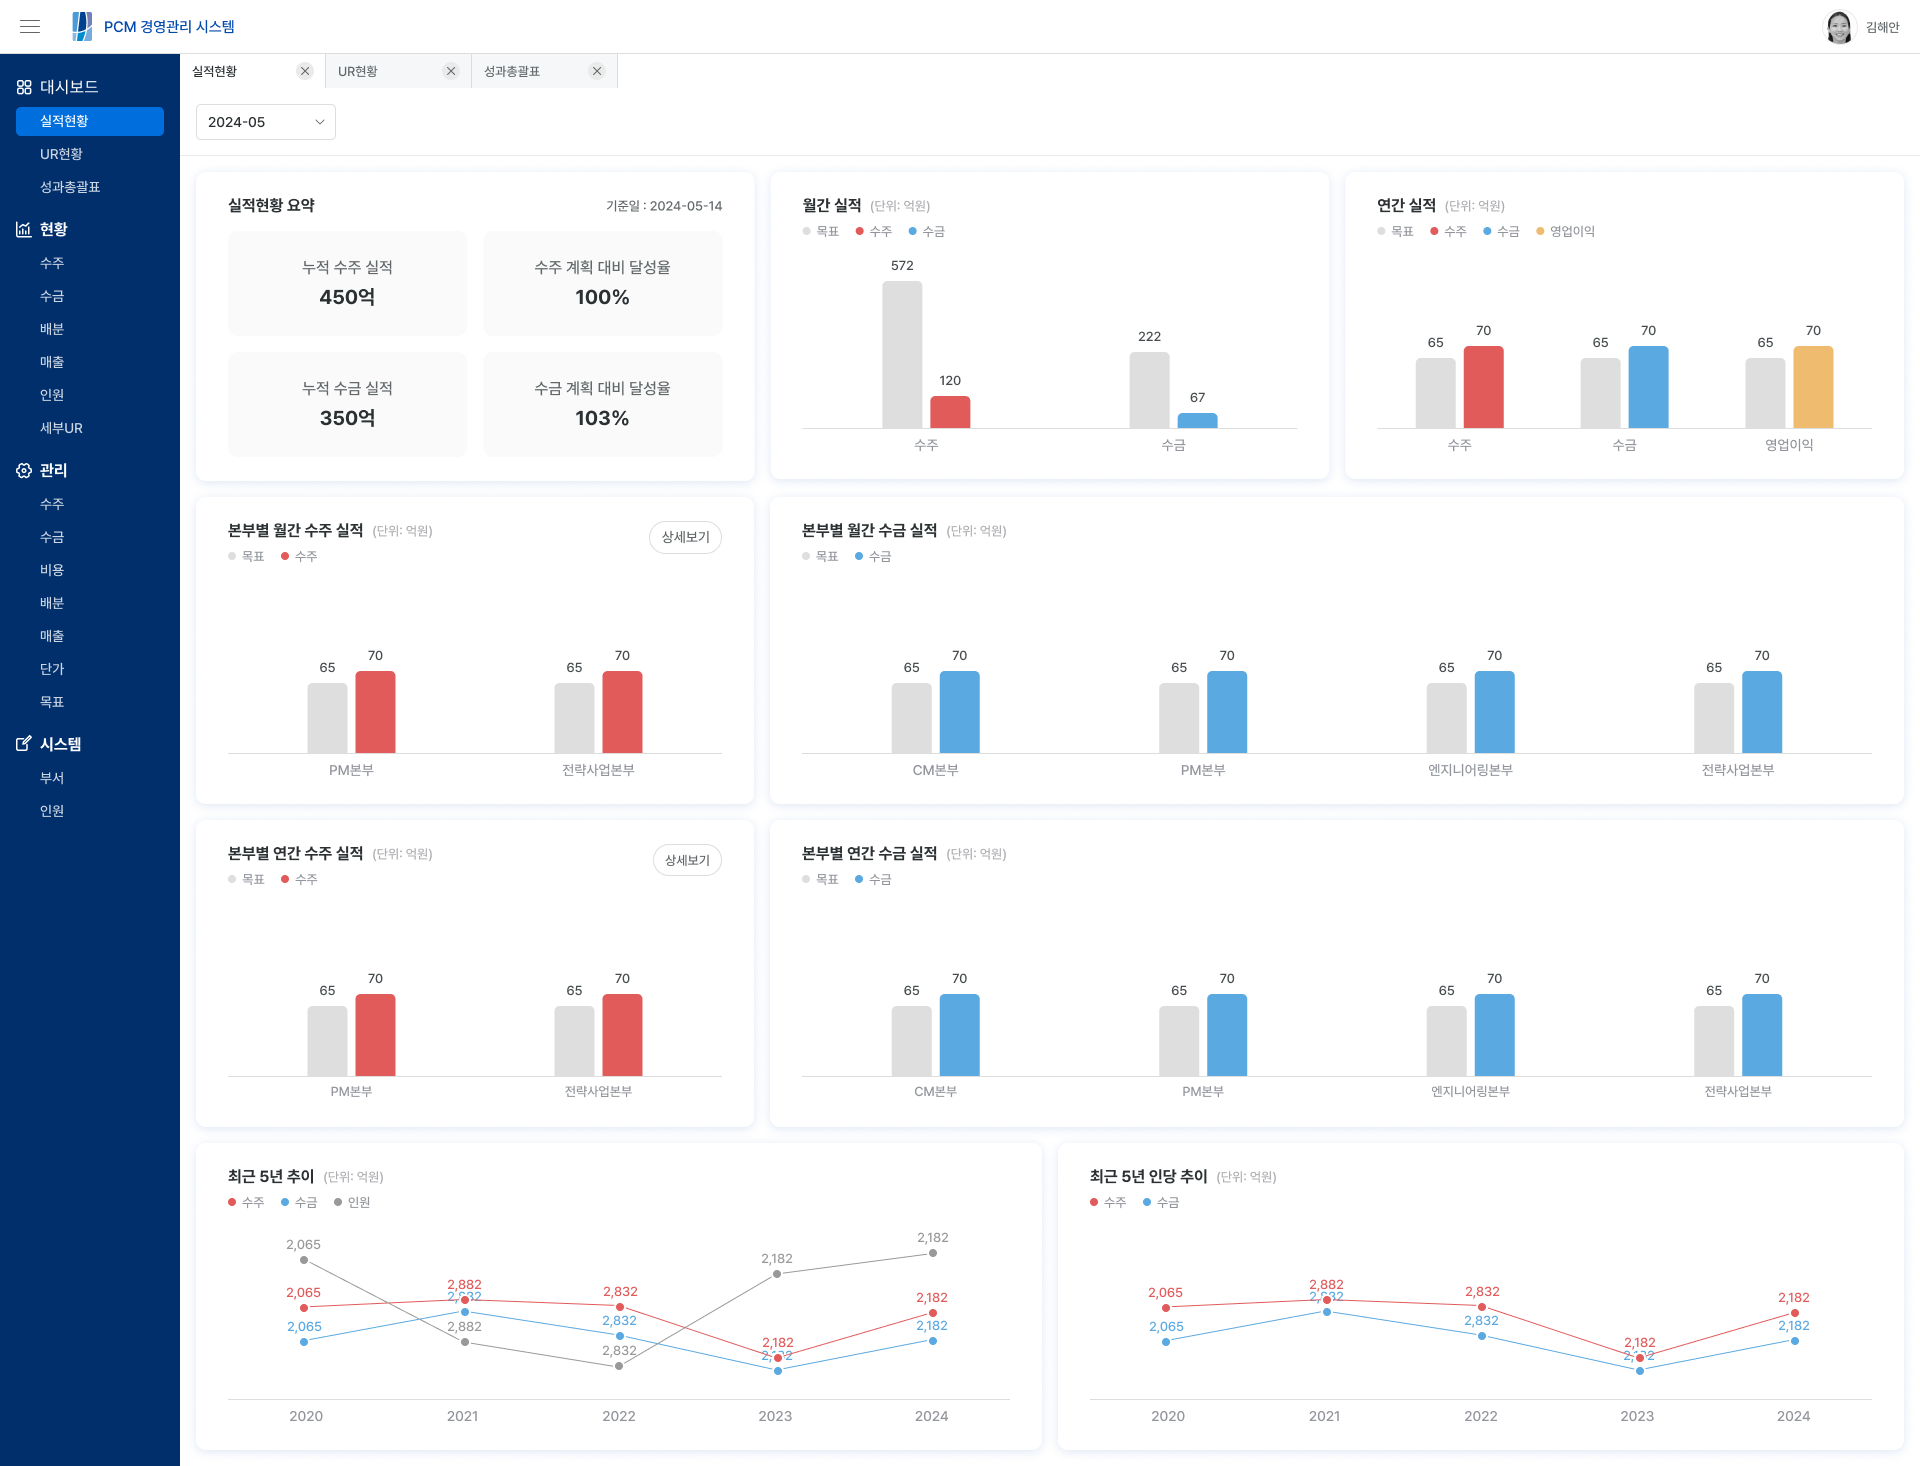 PCM 경영관리 시스템
김해안
대시보드
실적현황
UR현황
성과총괄표
현황
수주
수금
배분
매출
인원
세부UR
관리
수주
수금
비용
배분
매출
단가
목표
시스템
부서
인원
실적현황 UR현황 성과총괄표
2024-05
실적현황 요약 기준일 : 2024-05-14
누적 수주 실적
450억
수주 계획 대비 달성율
100%
누적 수금 실적
350억
수금 계획 대비 달성율
103%
월간 실적 (단위: 억원)
목표 수주 수금
572
120
222
67
수주 수금
연간 실적 (단위: 억원)
목표 수주 수금 영업이익
65 70 65 70 65 70
수주 수금 영업이익
본부별 월간 수주 실적 (단위: 억원) 상세보기
목표 수주
65 70 65 70
PM본부 전략사업본부
본부별 월간 수금 실적 (단위: 억원)
목표 수금
65 70 65 70 65 70 65 70
CM본부 PM본부 엔지니어링본부 전략사업본부
본부별 연간 수주 실적 (단위: 억원) 상세보기
목표 수주
65 70 65 70
PM본부 전략사업본부
본부별 연간 수금 실적 (단위: 억원)
목표 수금
65 70 65 70 65 70 65 70
CM본부 PM본부 엔지니어링본부 전략사업본부
최근 5년 추이 (단위: 억원)
수주 수금 인원
2,065 2,882 2,832 2,182 2,182
2,065 2,882 2,832 2,182 2,182
2,065 2,832 2,182
2020 2021 2022 2023 2024
최근 5년 인당 추이 (단위: 억원)
수주 수금
2,065 2,882 2,832 2,182 2,182
2,065 2,832 2,182
2020 2021 2022 2023 2024